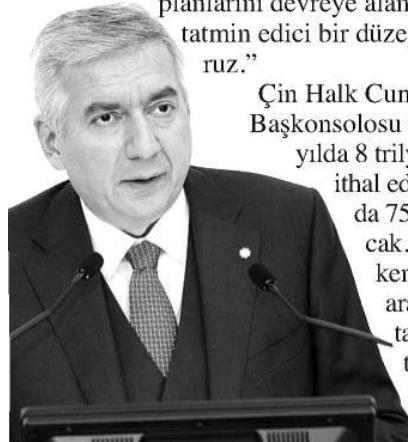 planlarını devreye alan
tatmin edici bir düze
ruz.”
Çin Halk Cum
Başkonsolosu
yılda 8 trily
ithal ed
da 75
cak.
ker
ara
ta
t